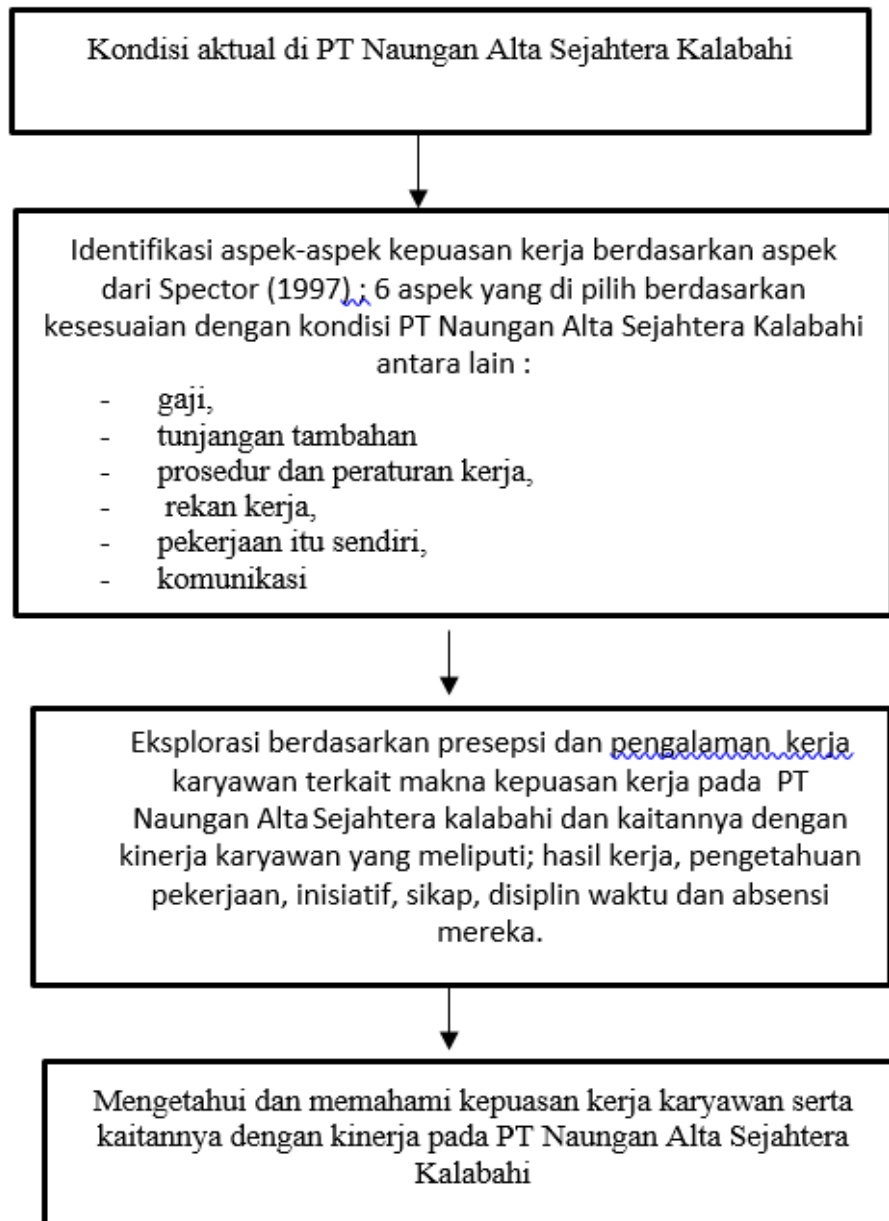 Kondisi aktual di PT Naungan Alta Sejahtera Kalabahi
Identifikasi aspek-aspek kepuasan kerja berdasarkan aspek
dari Spector (1997) ; 6 aspek yang di pilih berdasarkan
kesesuaian dengan kondisi PT Naungan Alta Sejahtera Kalabahi
antara lain :
- gaji,
- tunjangan tambahan
- prosedur dan peraturan kerja,
- rekan kerja,
- pekerjaan itu sendiri,
- komunikasi
Eksplorasi berdasarkan presepsi dan pengalaman kerja
karyawan terkait makna kepuasan kerja pada PT
Naungan Alta Sejahtera kalabahi dan kaitannya dengan
kinerja karyawan yang meliputi; hasil kerja, pengetahuan
pekerjaan, inisiatif, sikap, disiplin waktu dan absensi
mereka.
Mengetahui dan memahami kepuasan kerja karyawan serta
kaitannya dengan kinerja pada PT Naungan Alta Sejahtera
Kalabahi